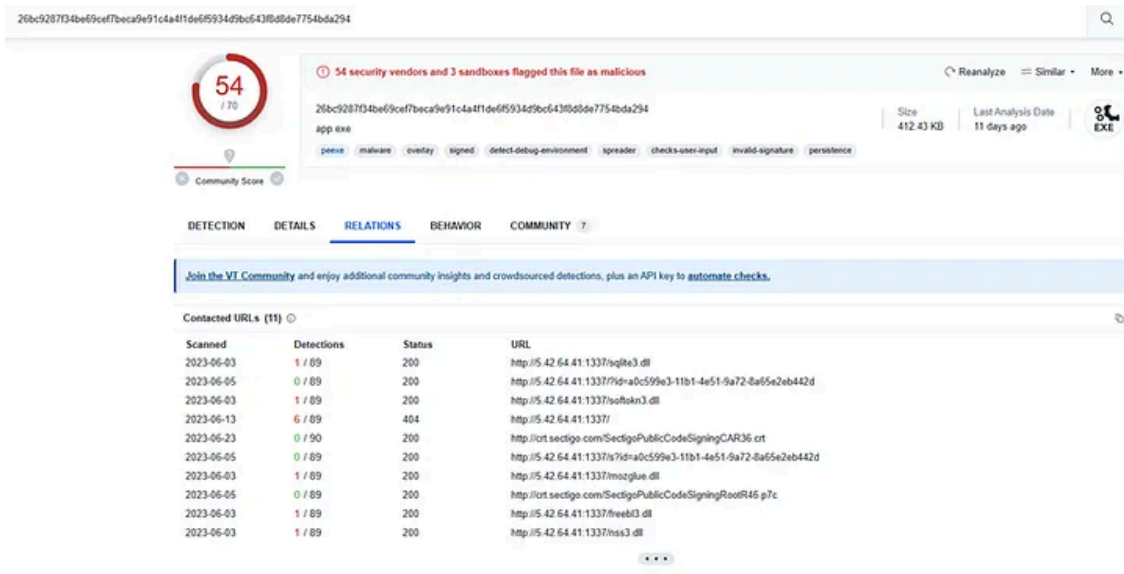 26bc9287f34be69cef7beca9e91c4a4f1de6f5934d9bc643f8d8de7754bda294
54
/ 70
Community Score
54 security vendors and 3 sandboxes flagged this file as malicious
Reanalyze Similar More
26bc9287f34be69cef7beca9e91c4a4f1de6f5934d9bc643f8d8de7754bda294
app.exe
Size
412.43 KB
Last Analysis Date
11 days ago
EXE
peexe malware overlay signed detect-debug-environment spreader checks-user-input invalid-signature persistence
DETECTION DETAILS RELATIONS BEHAVIOR COMMUNITY 7
Join the VT Community and enjoy additional community insights and crowdsourced detections, plus an API key to automate checks.
Contacted URLs (11)
Scanned Detections Status URL
2023-06-03 1 / 89 200 http://5.42.64.41:1337/sqlite3.dll
2023-06-05 0 / 89 200 http://5.42.64.41:1337/?id=a0c599e3-11b1-4e51-9a72-8a65e2eb442d
2023-06-03 1 / 89 200 http://5.42.64.41:1337/softokn3.dll
2023-06-13 6 / 89 404 http://5.42.64.41:1337/
2023-06-23 0 / 90 200 http://crt.sectigo.com/SectigoPublicCodeSigningCAR36.crt
2023-06-05 0 / 89 200 http://5.42.64.41:1337/s?id=a0c599e3-11b1-4e51-9a72-8a65e2eb442d
2023-06-03 1 / 89 200 http://5.42.64.41:1337/mozglue.dll
2023-06-05 0 / 89 200 http://crt.sectigo.com/SectigoPublicCodeSigningRootR46.p7c
2023-06-03 1 / 89 200 http://5.42.64.41:1337/freebl3.dll
2023-06-03 1 / 89 200 http://5.42.64.41:1337/nss3.dll